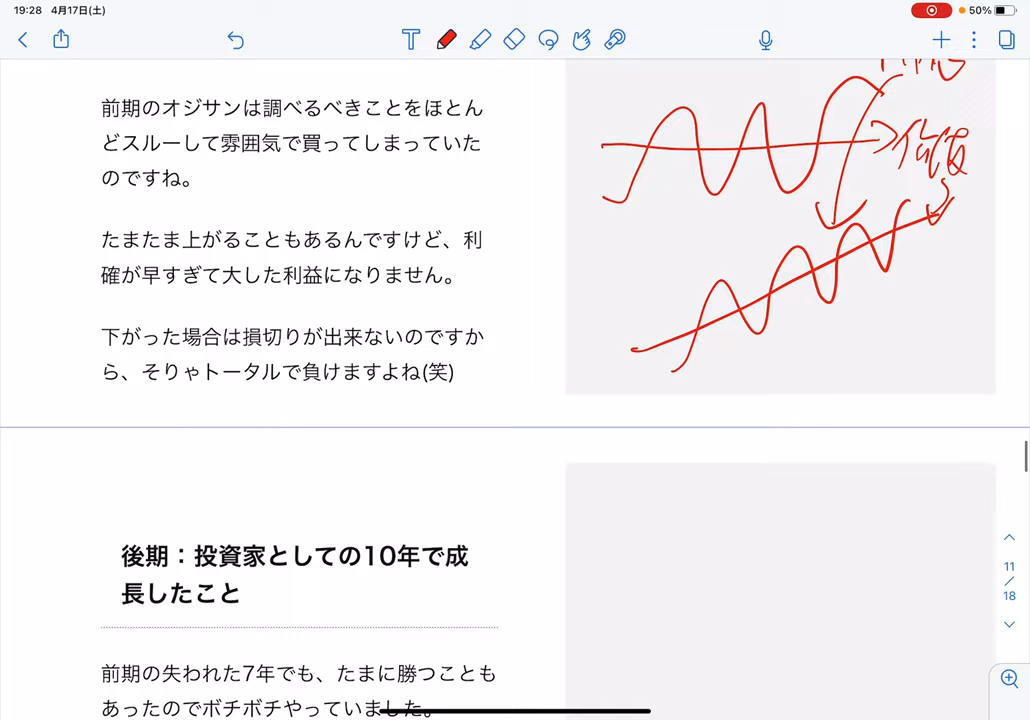 19:28 4月17日(土)
50%
前期のオジサンは調べるべきことをほとん
どスルーして雰囲気で買ってしまっていた
のですね。
たまたま上がることもあるんですけど、利
確が早すぎて大した利益になりません。
下がった場合は損切りが出来ないのですか
ら、そりゃトータルで負けますよね(笑)
後期：投資家としての10年で成
長したこと
前期の失われた7年でも、たまに勝つことも
あったのでボチボチやっていました。
11
/
18